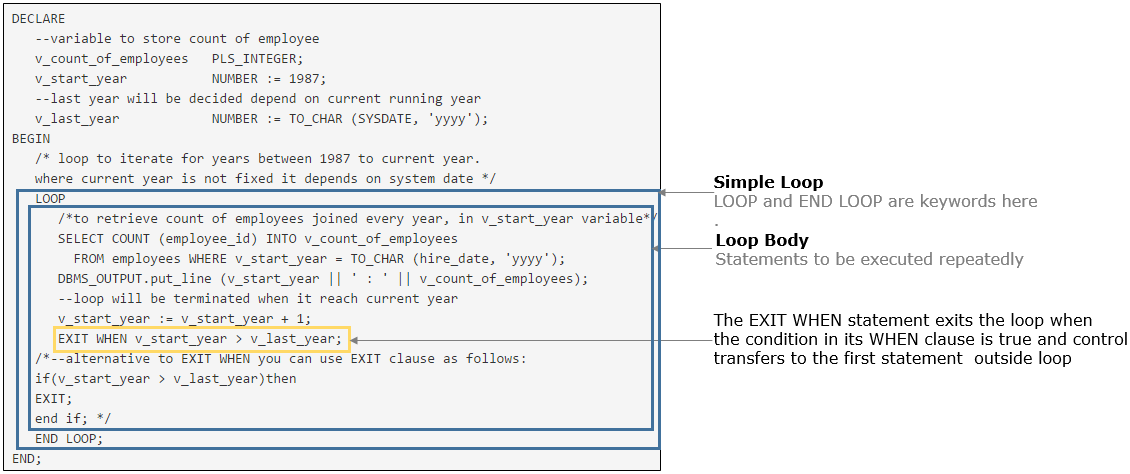 DECLARE
--variable to store count of employee
v_count_of_employees PLS_INTEGER;
v_start_year NUMBER := 1987;
--last year will be decided depend on current running year
v_last_year NUMBER := TO_CHAR (SYSDATE, 'yyyy');
BEGIN
/* loop to iterate for years between 1987 to current year.
where current year is not fixed it depends on system date */
LOOP
/*to retrieve count of employees joined every year, in v_start_year variable*/
SELECT COUNT (employee_id) INTO v_count_of_employees
FROM employees WHERE v_start_year = TO_CHAR (hire_date, 'yyyy');
DBMS_OUTPUT.put_line (v_start_year || ' : ' || v_count_of_employees);
--loop will be terminated when it reach current year
v_start_year := v_start_year + 1;
EXIT WHEN v_start_year > v_last_year;
/*--alternative to EXIT WHEN you can use EXIT clause as follows:
if(v_start_year > v_last_year)then
EXIT;
end if; */
END LOOP;
END;
Simple Loop
LOOP and END LOOP are keywords here
.
Loop Body
Statements to be executed repeatedly
The EXIT WHEN statement exits the loop when
the condition in its WHEN clause is true and control
transfers to the first statement outside loop